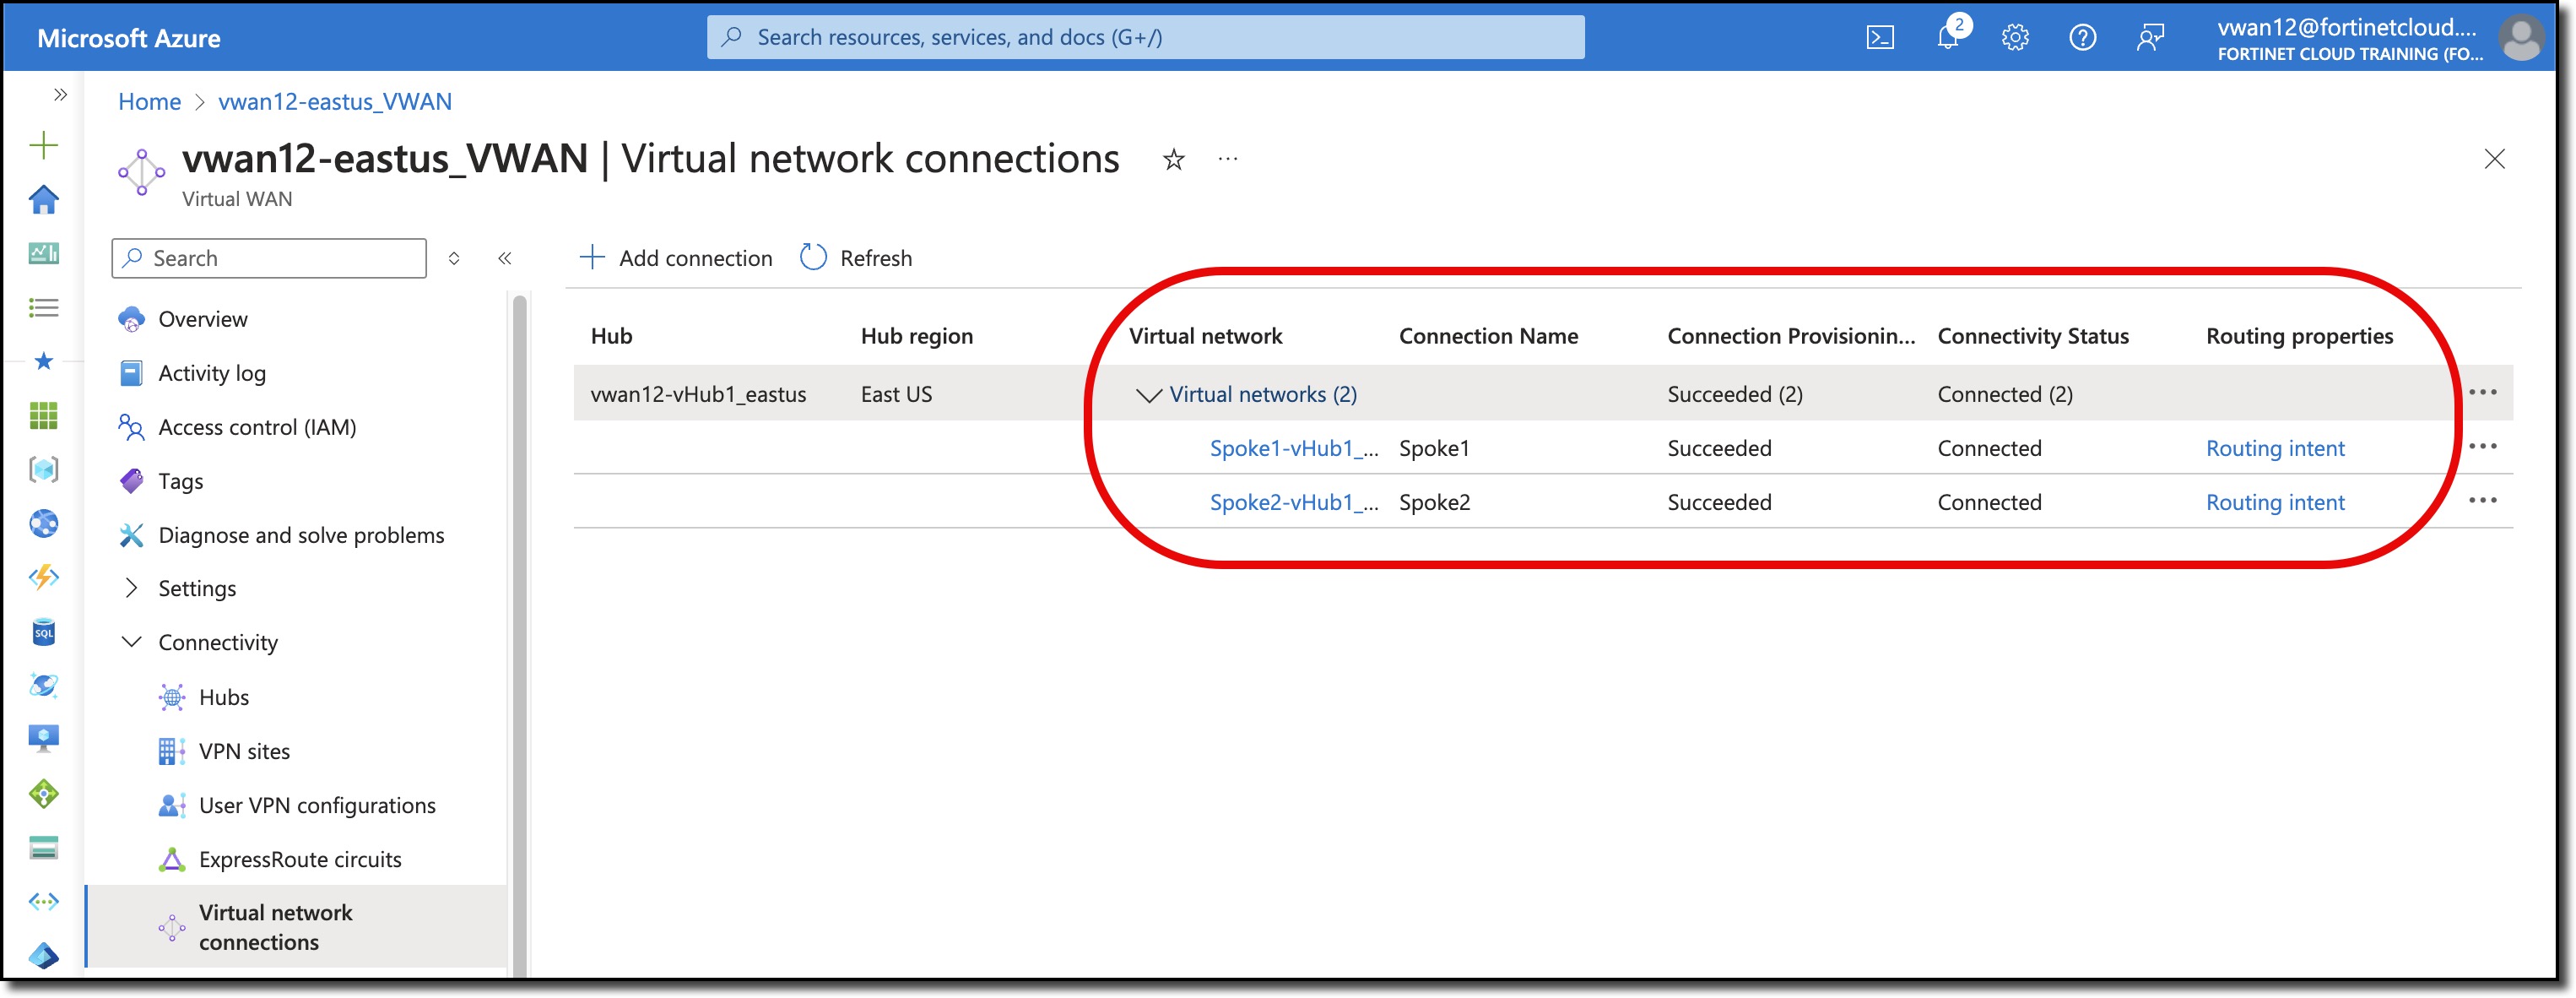 Microsoft Azure
Search resources, services, and docs (G+/)
2
vwan12@fortinetcloud....
FORTINET CLOUD TRAINING (FO...
Home > vwan12-eastus_VWAN
vwan12-eastus_VWAN | Virtual network connections
Virtual WAN
Search
Add connection
Refresh
Overview
Activity log
Access control (IAM)
Tags
Diagnose and solve problems
Settings
Connectivity
Hubs
VPN sites
User VPN configurations
ExpressRoute circuits
Virtual network
connections
SQL
Hub Hub region Virtual network Connection Name Connection Provisionin... Connectivity Status Routing properties
vwan12-vHub1_eastus East US Virtual networks (2) Succeeded (2) Connected (2)
Spoke1-vHub1_... Spoke1 Succeeded Connected Routing intent
Spoke2-vHub1_... Spoke2 Succeeded Connected Routing intent